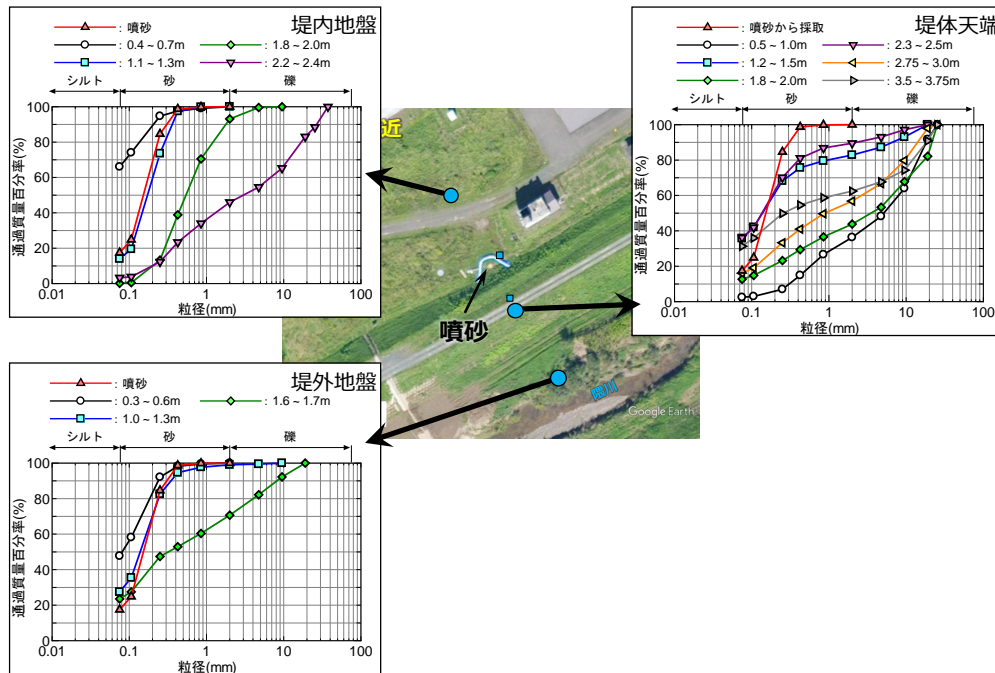 堤内地盤
: 噴砂
: 0.4 ~ 0.7m
: 1.8 ~ 2.0m
: 1.1 ~ 1.3m
: 2.2 ~ 2.4m
シルト 砂 礫
通過質量百分率(%)
100
80
60
40
20
0
0.01 0.1 1 10 100
粒径(mm)
堤体天端
: 噴砂から採取
: 0.5 ~ 1.0m
: 2.3 ~ 2.5m
: 1.2 ~ 1.5m
: 2.75 ~ 3.0m
: 1.8 ~ 2.0m
: 3.5 ~ 3.75m
シルト 砂 礫
通過質量百分率(%)
100
80
60
40
20
0
0.01 0.1 1 10 100
粒径(mm)
近
噴砂
Google Earth
堤外地盤
: 噴砂
: 0.3 ~ 0.6m
: 1.6 ~ 1.7m
: 1.0 ~ 1.3m
シルト 砂 礫
通過質量百分率(%)
100
80
60
40
20
0
0.01 0.1 1 10 100
粒径(mm)